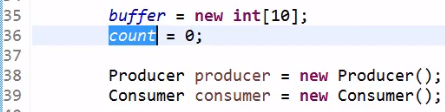 34
35 buffer = new int[10];
36 count = 0;
37
38 Producer producer = new Producer();
39 Consumer consumer = new Consumer();